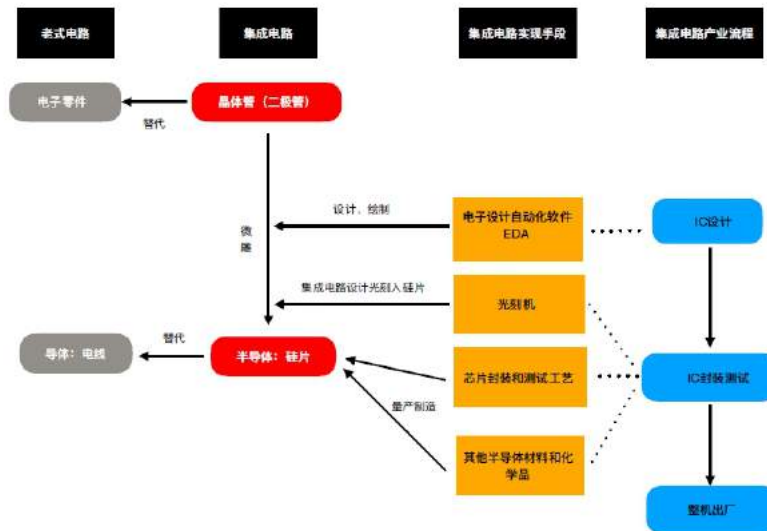 老式电路
集成电路
集成电路实现手段
集成电路产业流程
电子零件
晶体管（二极管）
替代
设计，绘制
电子设计自动化软件
EDA
IC设计
微
雕
集成电路设计光刻入硅片
光刻机
导体：电线
替代
半导体：硅片
芯片封装和测试工艺
IC封装测试
量产制造
其他半导体材料和化
学品
整机出厂